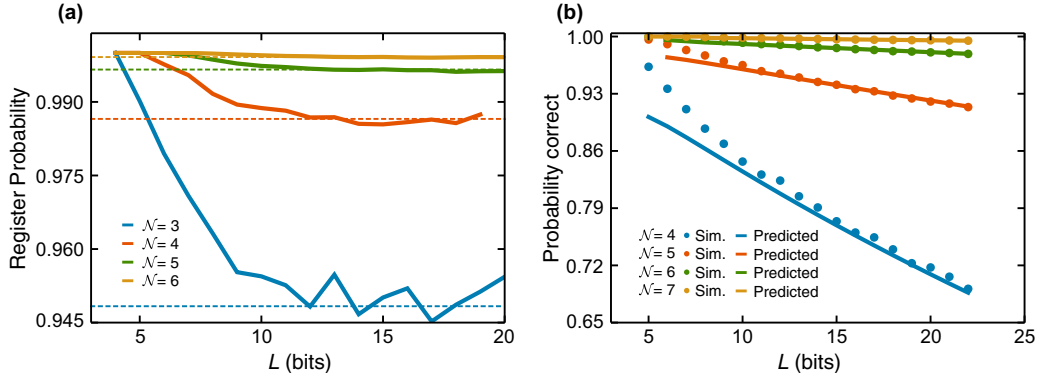 (a)
Register Probability
0.990
0.975
0.960
0.945
𝒩 = 3
𝒩 = 4
𝒩 = 5
𝒩 = 6
5 10 15 20
L (bits)
(b)
Probability correct
1.00
0.93
0.86
0.79
0.72
0.65
𝒩 = 4 Sim. Predicted
𝒩 = 5 Sim. Predicted
𝒩 = 6 Sim. Predicted
𝒩 = 7 Sim. Predicted
5 10 15 20 25
L (bits)